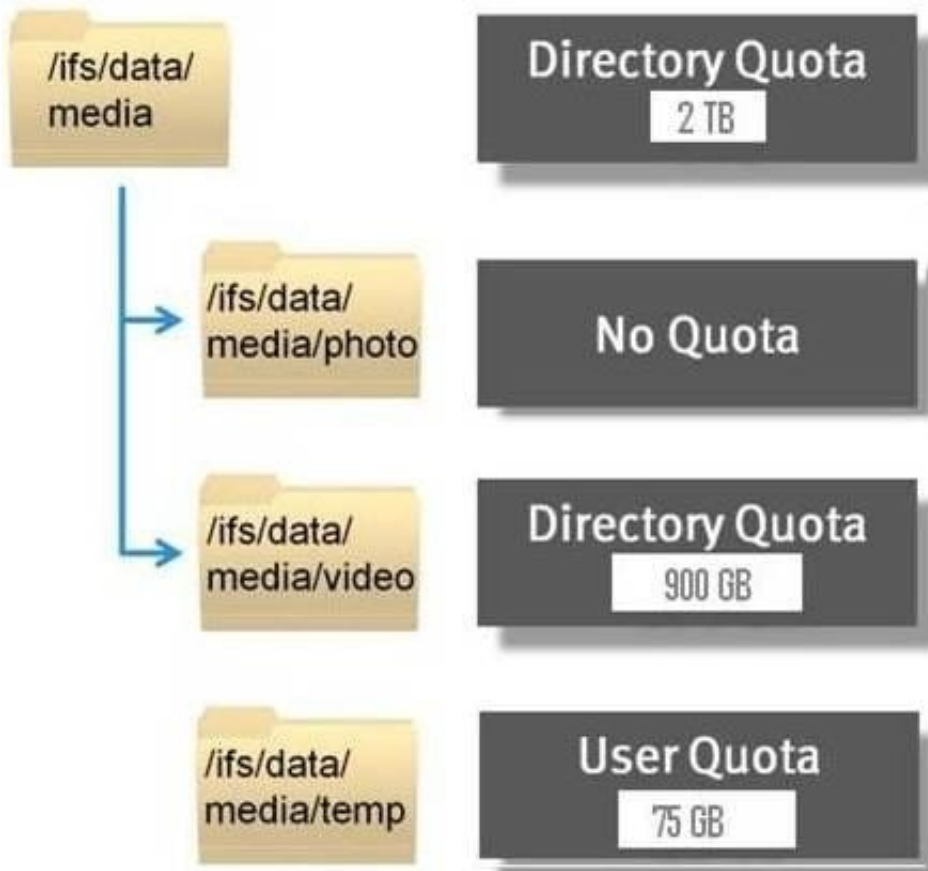 /ifs/data/
media
Directory Quota
2 TB
/ifs/data/
media/photo
No Quota
/ifs/data/
media/video
Directory Quota
900 GB
/ifs/data/
media/temp
User Quota
75 GB